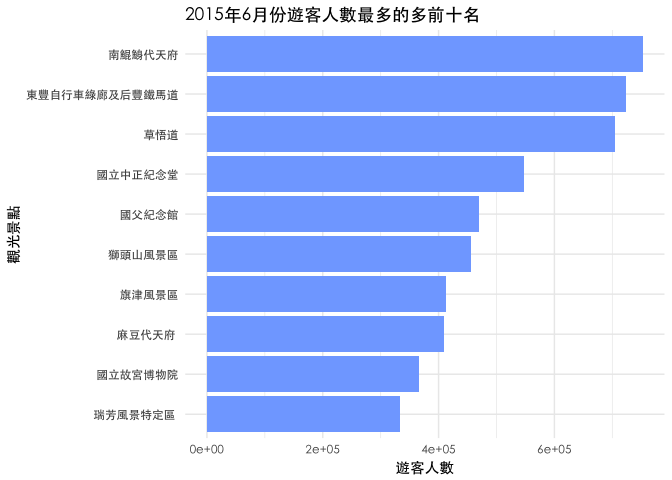 2015年6月份遊客人數最多的多前十名
南鯤鯓代天府
東豐自行車綠廊及后豐鐵馬道
草悟道
國立中正紀念堂
國父紀念館
獅頭山風景區
旗津風景區
麻豆代天府
國立故宮博物院
瑞芳風景特定區
觀光景點
0e+00 2e+05 4e+05 6e+05
遊客人數